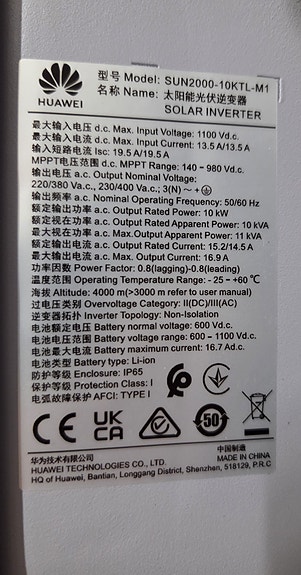 HUAWEI
型号 Model: SUN2000-10KTL-M1
名称 Name: 太阳能光伏逆变器
SOLAR INVERTER
最大输入电压 d.c. Max. Input Voltage: 1100 Vd.c.
最大输入电流 d.c. Max. Input Current: 13.5A/13.5A
输入短路电流 Isc: 19.5A/19.5A
MPPT电压范围 d.c. MPPT Range: 140~980 Vd.c.
输出电压 a.c. Output Nominal Voltage:
220/380 Va.c., 230/400 Va.c.; 3(N)~+
输出频率 a.c. Nominal Operating Frequency: 50/60 Hz
额定输出功率 a.c. Output Rated Power: 10 kW
额定视在功率 a.c. Output Rated Apparent Power: 10 kVA
最大视在功率 a.c. Max.Output Apparent Power: 11 kVA
额定输出电流 a.c. Output Rated Current: 15.2/14.5 A
最大输出电流 a.c. Output Max. Current: 16.9 A
功率因数 Power Factor: 0.8(lagging)-0.8(leading)
温度范围 Operating Temperature Range: -25~+60℃
海拔 Altitude: 4000 m(>3000 m refer to user manual)
过电压类别 Overvoltage Category: II(DC)/III(AC)
逆变器拓扑 Inverter Topology: Non-Isolation
电池额定电压 Battery normal voltage: 600 Vd.c.
电池电压范围 Battery voltage range: 600~1100 Vd.c.
电池最大电流 Battery maximum current: 16.7 Ad.c.
电池类型 Battery type: Li-ion
防护等级 Enclosure: IP65
保护等级 Protection Class: I
电弧故障保护 AFCI: TYPE I
CE UK CA 50
华为技术有限公司
HUAWEI TECHNOLOGIES CO., LTD.
中国制造
MADE IN CHINA
HQ of Huawei, Bantian, Longgang District, Shenzhen, 518129, P.R.C